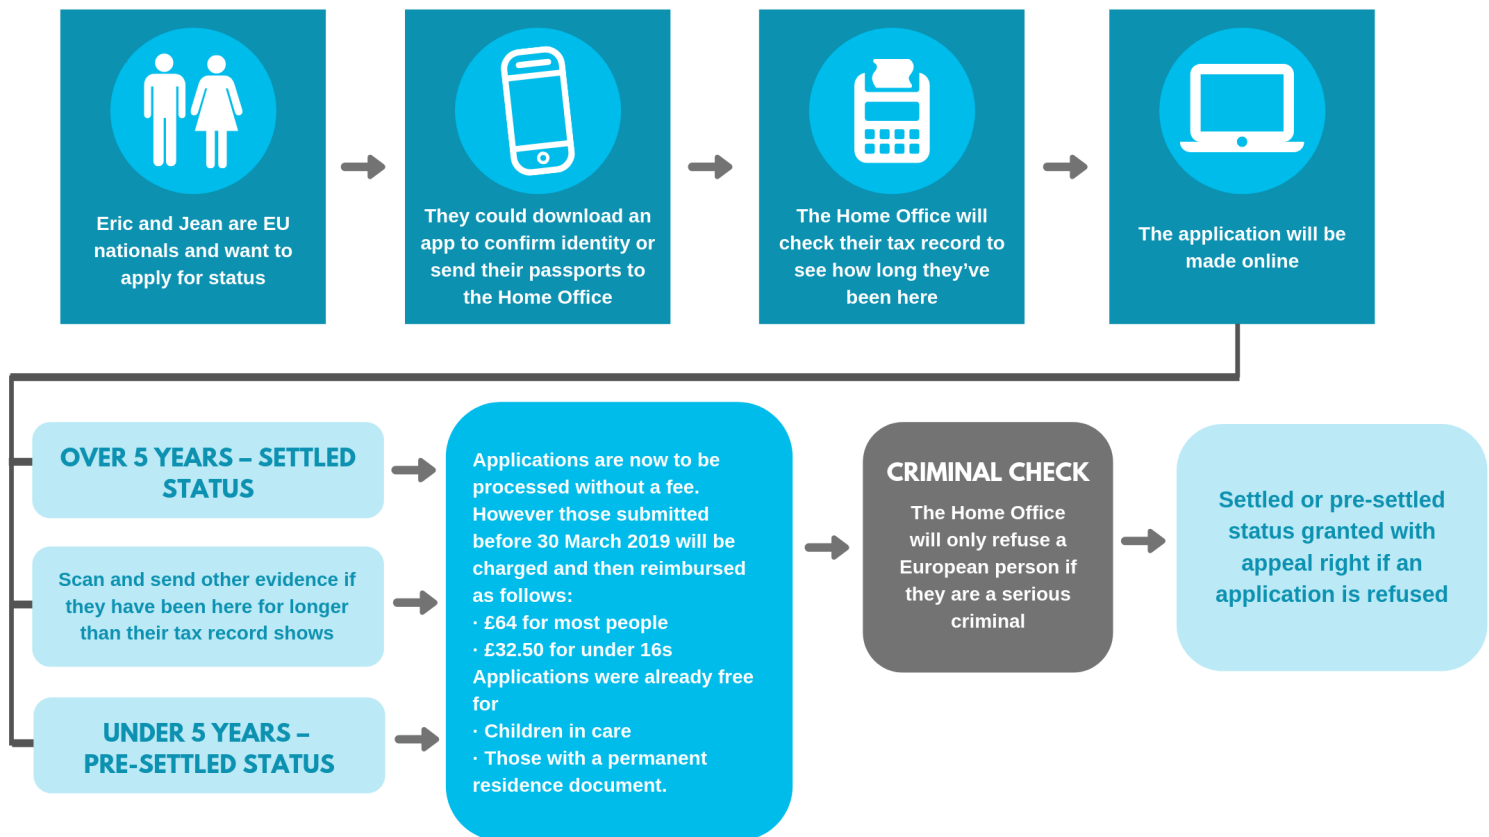 Eric and Jean are EU
nationals and want to
apply for status
They could download an
app to confirm identity or
send their passports to
the Home Office
The Home Office will
check their tax record to
see how long they've
been here
The application will be
made online
OVER 5 YEARS – SETTLED
STATUS
Scan and send other evidence if
they have been here for longer
than their tax record shows
UNDER 5 YEARS –
PRE-SETTLED STATUS
Applications are now to be
processed without a fee.
However those submitted
before 30 March 2019 will be
charged and then reimbursed
as follows:
· £64 for most people
· £32.50 for under 16s
Applications were already free
for
· Children in care
· Those with a permanent
residence document.
CRIMINAL CHECK
The Home Office
will only refuse a
European person if
they are a serious
criminal
Settled or pre-settled
status granted with
appeal right if an
application is refused